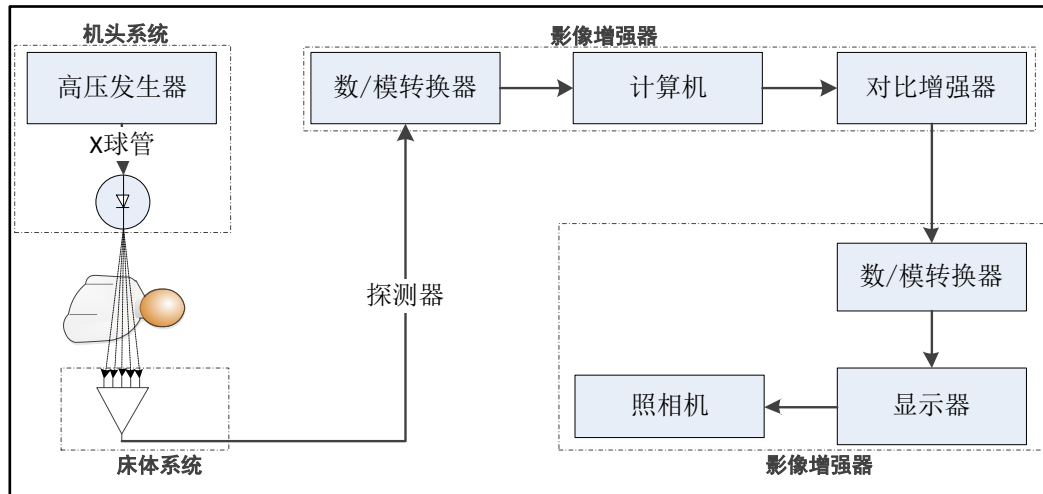 机头系统
高压发生器
X球管
床体系统
探测器
影像增强器
数/模转换器
计算机
对比增强器
数/模转换器
显示器
照相机
影像增强器